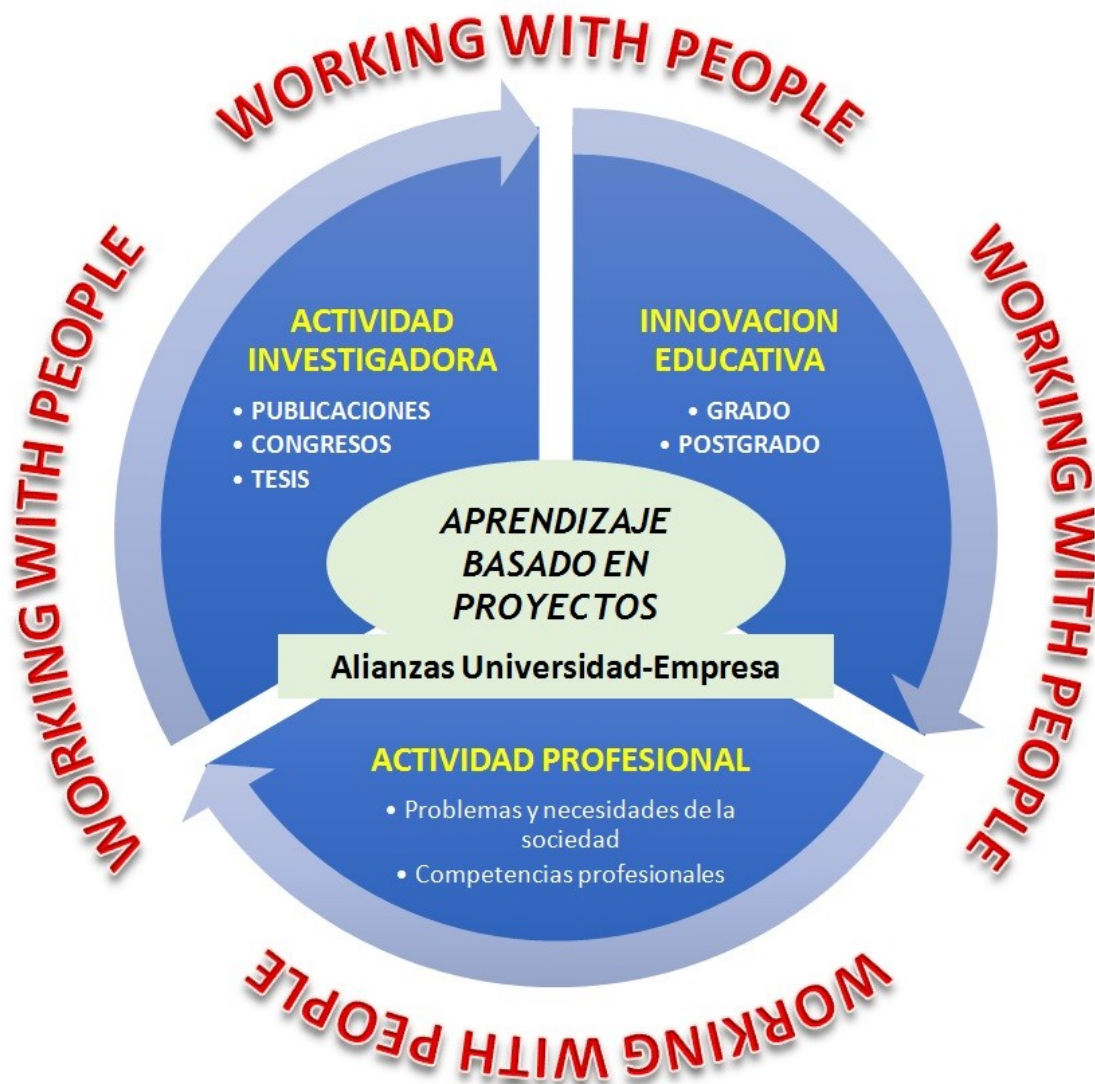 WORKING WITH PEOPLE
WORKING WITH PEOPLE
WORKING WITH PEOPLE
WORKING WITH PEOPLE
ACTIVIDAD
INVESTIGADORA
• PUBLICACIONES
• CONGRESOS
• TESIS
INNOVACION
EDUCATIVA
• GRADO
• POSTGRADO
APRENDIZAJE
BASADO EN
PROYECTOS
Alianzas Universidad-Empresa
ACTIVIDAD PROFESIONAL
• Problemas y necesidades de la
sociedad
• Competencias profesionales